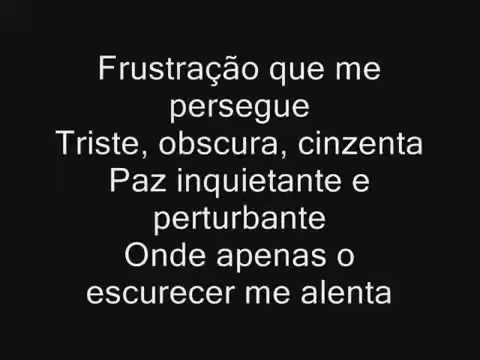 Frustração que me
persegue
Triste, obscura, cinzenta
Paz inquietante e
perturbante
Onde apenas o
escurecer me alenta